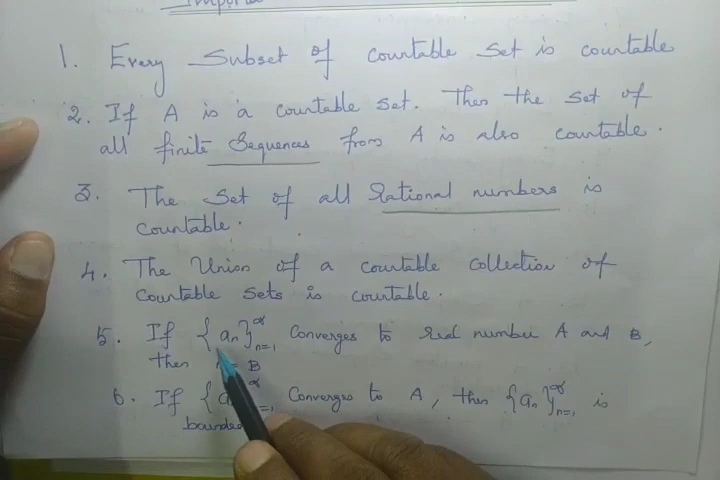 1. Every Subset of Countable Set is countable
2. If A is a countable set. Then the set of
all finite Sequences from A is also countable.
3. The Set of all rational numbers is
countable.
4. The Union of a countable collection of
Countable Sets is countable.
5. If {aₙ}ₙ₌₁^∞ Converges to real number A and B,
then B
6. If {a ^∞ Converges to A, then {aₙ}ₙ₌₁^∞ is